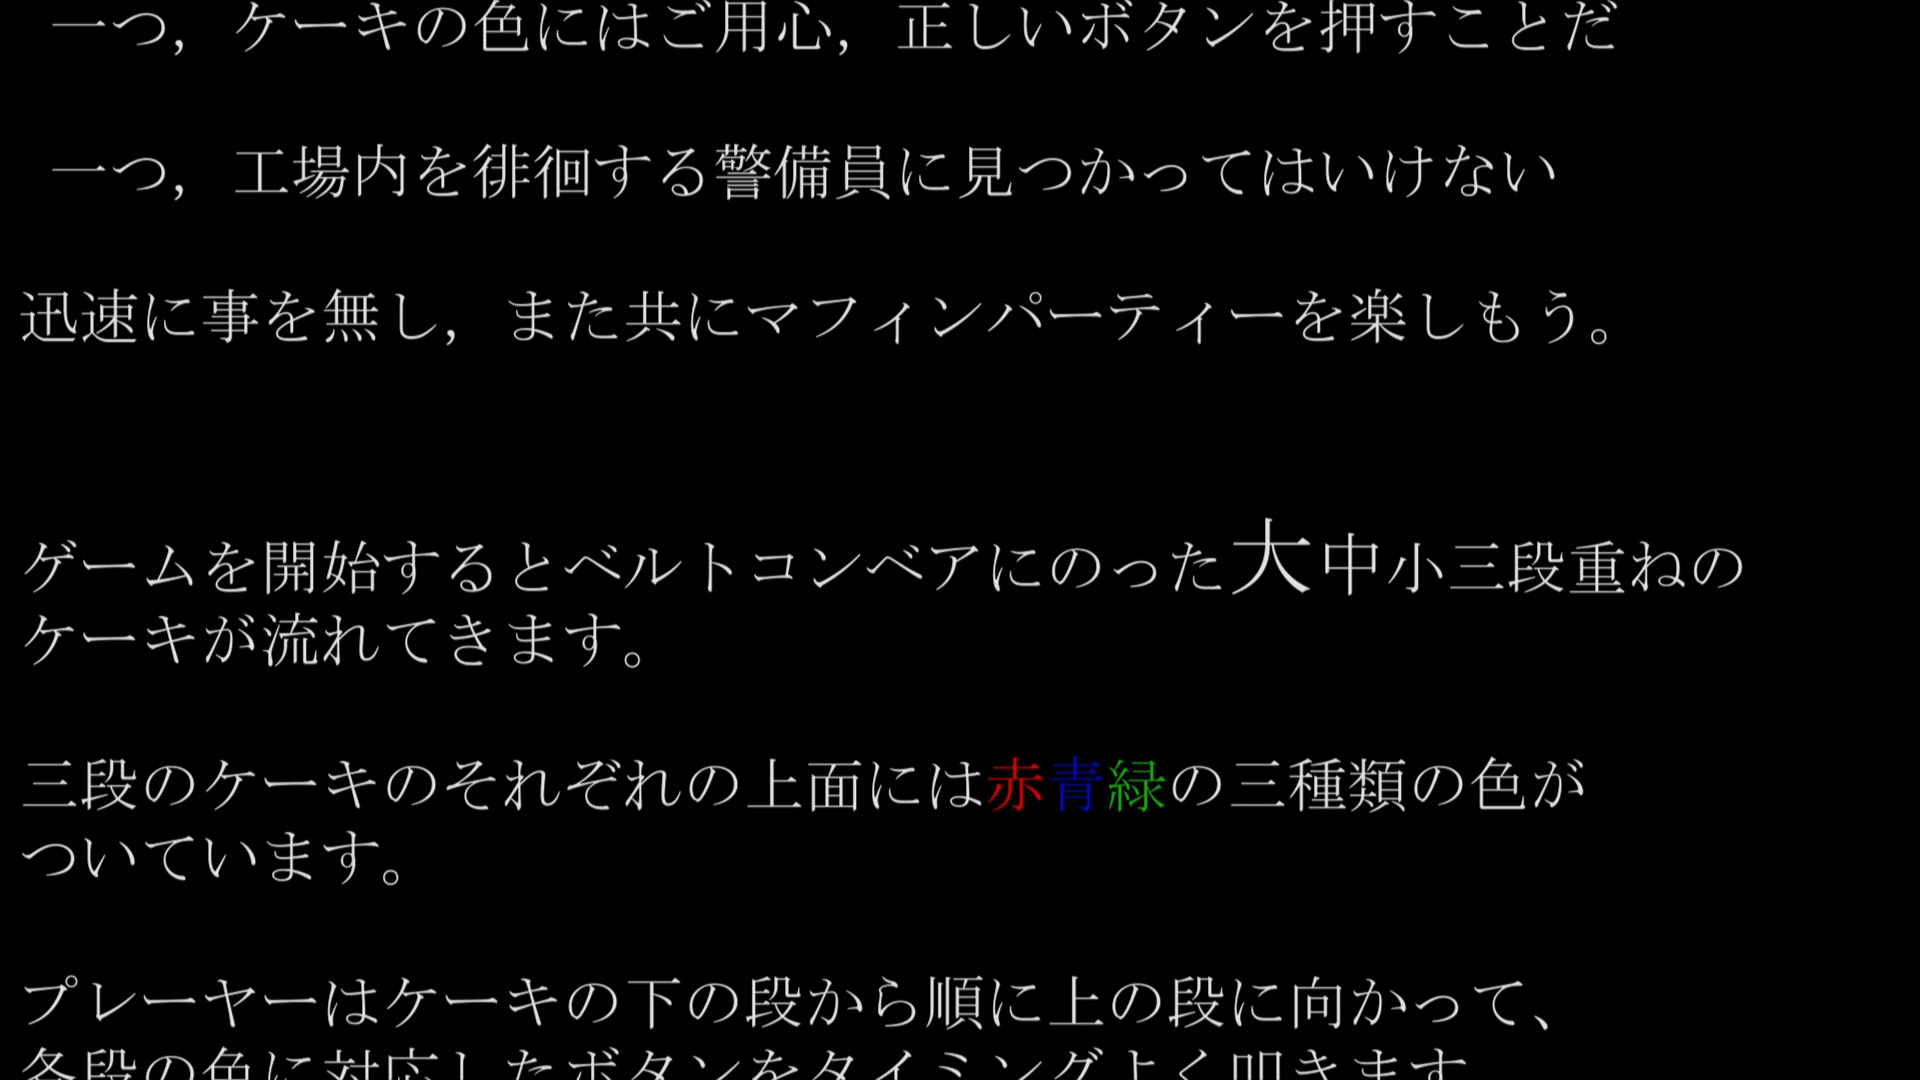 一つ，ケーキの色にはご用心，正しいボタンを押すことだ
一つ，工場内を徘徊する警備員に見つかってはいけない
迅速に事を無し，また共にマフィンパーティーを楽しもう。
ゲームを開始するとベルトコンベアにのった大中小三段重ねの
ケーキが流れてきます。
三段のケーキのそれぞれの上面には赤青緑の三種類の色が
ついています。
プレーヤーはケーキの下の段から順に上の段に向かって、
各段の色に対応したボタンをタイミングよく叩きます